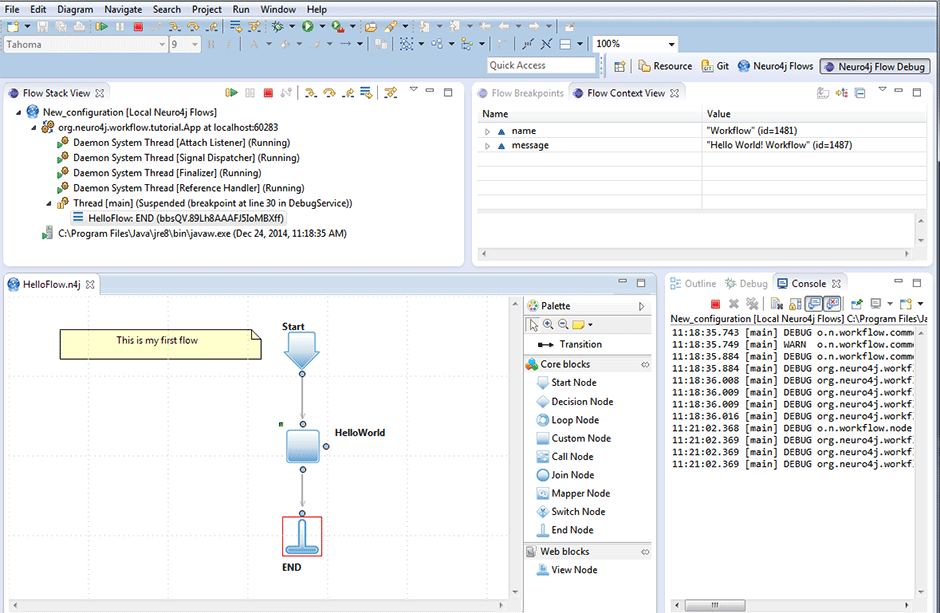 File Edit Diagram Navigate Search Project Run Window Help
Tahoma 9 B I A 100%
Quick Access Resource Git Neuro4j Flows Neuro4j Flow Debug
Flow Stack View
New_configuration [Local Neuro4j Flows]
org.neuro4j.workflow.tutorial.App at localhost:60283
Daemon System Thread [Attach Listener] (Running)
Daemon System Thread [Signal Dispatcher] (Running)
Daemon System Thread [Finalizer] (Running)
Daemon System Thread [Reference Handler] (Running)
Thread [main] (Suspended (breakpoint at line 30 in DebugService))
HelloFlow: END (bbsQV.89Lh8AAAFJ5IoMBXff)
C:\Program Files\Java\jre8\bin\javaw.exe (Dec 24, 2014, 11:18:35 AM)
Flow Breakpoints Flow Context View
Name Value
name "Workflow" (id=1481)
message "Hello World! Workflow" (id=1487)
HelloFlow.n4j
This is my first flow
Start
HelloWorld
END
Palette
Transition
Core blocks
Start Node
Decision Node
Loop Node
Custom Node
Call Node
Join Node
Mapper Node
Switch Node
End Node
Web blocks
View Node
Outline Debug Console
New_configuration [Local Neuro4j Flows] C:\Program Files\Ja
11:18:35.743 [main] DEBUG o.n.workflow.comm
11:18:35.749 [main] WARN o.n.workflow.comm
11:18:35.884 [main] DEBUG o.n.workflow.comm
11:18:35.884 [main] DEBUG org.neuro4j.workf
11:18:36.008 [main] DEBUG org.neuro4j.workf
11:18:36.009 [main] DEBUG org.neuro4j.workf
11:18:36.009 [main] DEBUG org.neuro4j.workf
11:18:36.016 [main] DEBUG org.neuro4j.workf
11:21:02.368 [main] DEBUG o.n.workflow.node
11:21:02.369 [main] DEBUG org.neuro4j.workf
11:21:02.369 [main] DEBUG org.neuro4j.workf
11:21:02.369 [main] DEBUG org.neuro4j.workf